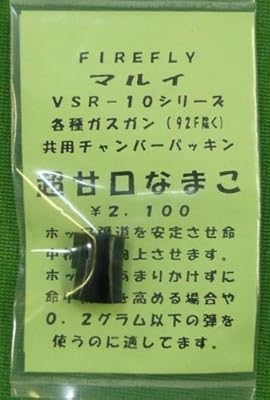 FIREFLY
マルイ
VSR-10シリーズ
各種ガスガン(92F除く)
共用チャンバーパッキン
超甘口なまこ
¥2.100
ホップ弾道を安定させ命
中 向上させます。
ホッ あまりかけずに
命中 を高める場合や
0.2グラム以下の弾を
使うのに適してます。